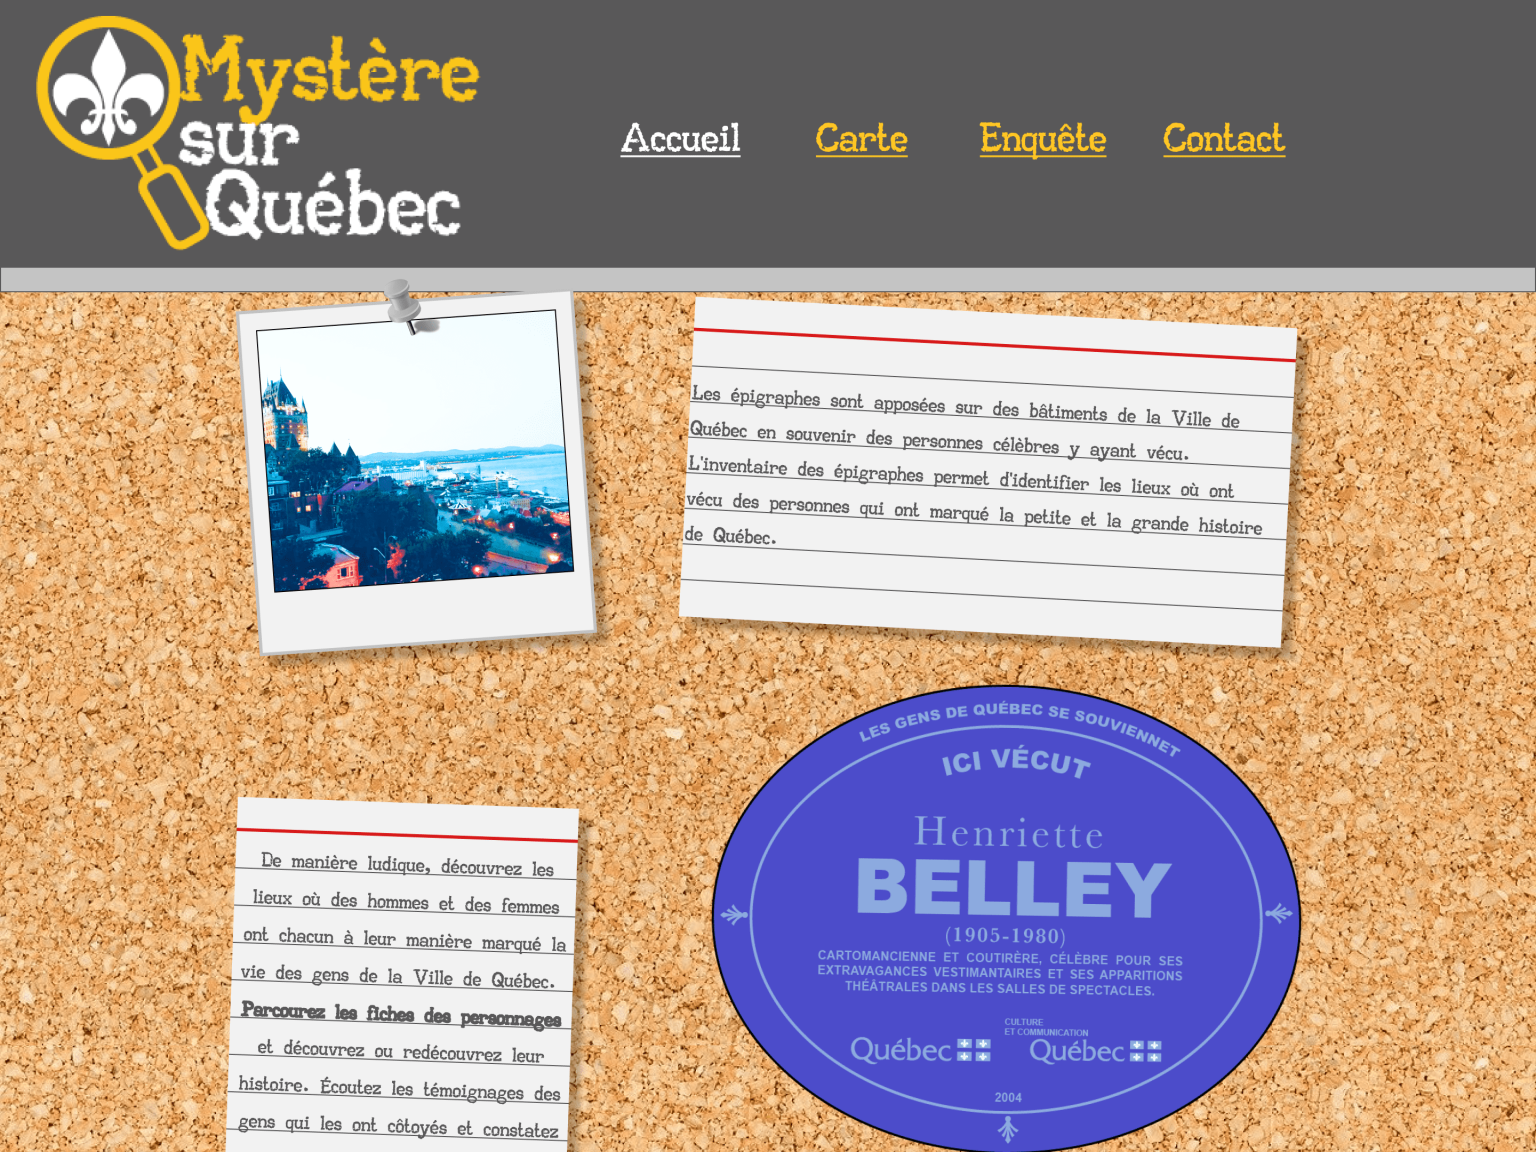 Mystère
sur
Québec
Accueil Carte Enquête Contact
Les épigraphes sont apposées sur des bâtiments de la Ville de
Québec en souvenir des personnes célèbres y ayant vécu.
L'inventaire des épigraphes permet d'identifier les lieux où ont
vécu des personnes qui ont marqué la petite et la grande histoire
de Québec.
De manière ludique, découvrez les
lieux où des hommes et des femmes
ont chacun à leur manière marqué la
vie des gens de la Ville de Québec.
Parcourez les fiches des personnages
et découvrez ou redécouvrez leur
histoire. Écoutez les témoignages des
gens qui les ont côtoyés et constatez
LES GENS DE QUÉBEC SE SOUVIENNET
ICI VÉCUT
Henriette
BELLEY
(1905-1980)
CARTOMANCIENNE ET COUTIRÈRE, CÉLÈBRE POUR SES
EXTRAVAGANCES VESTIMANTAIRES ET SES APPARITIONS
THÉÂTRALES DANS LES SALLES DE SPECTACLES.
CULTURE
ET COMMUNICATION
Québec Québec
2004